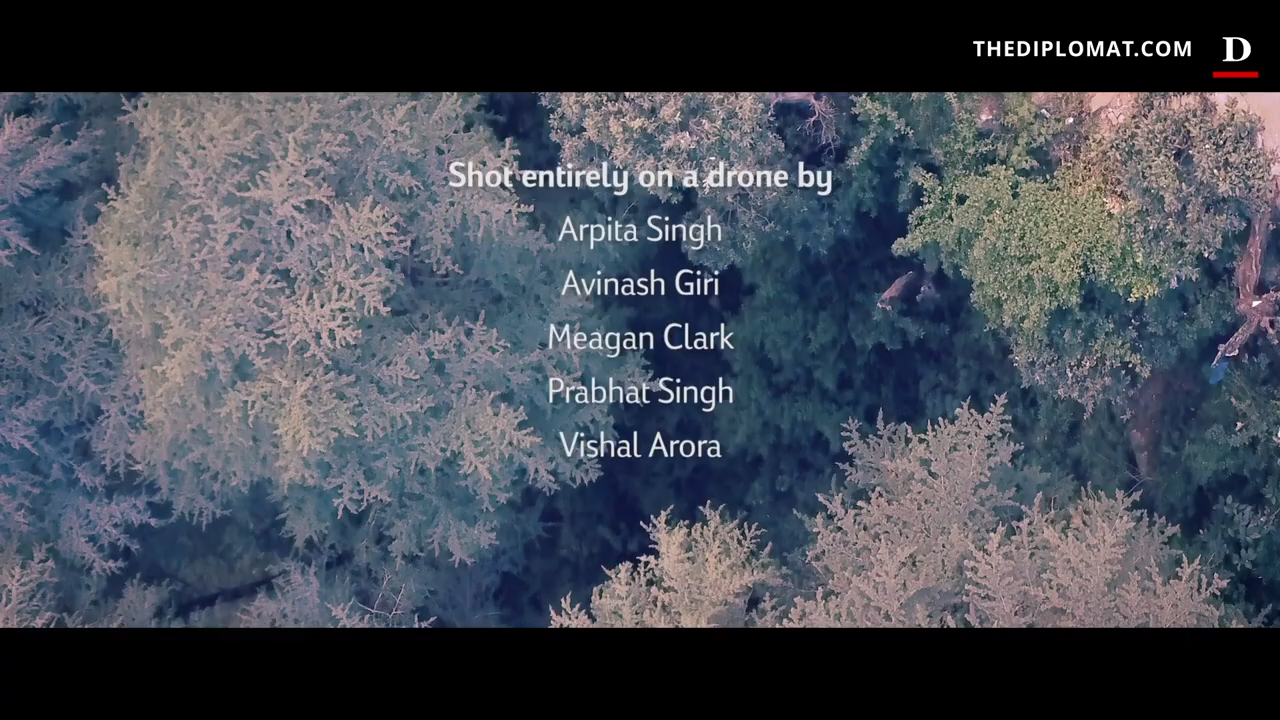 THEDIPLOMAT.COM D
Shot entirely on a drone by
Arpita Singh
Avinash Giri
Meagan Clark
Prabhat Singh
Vishal Arora